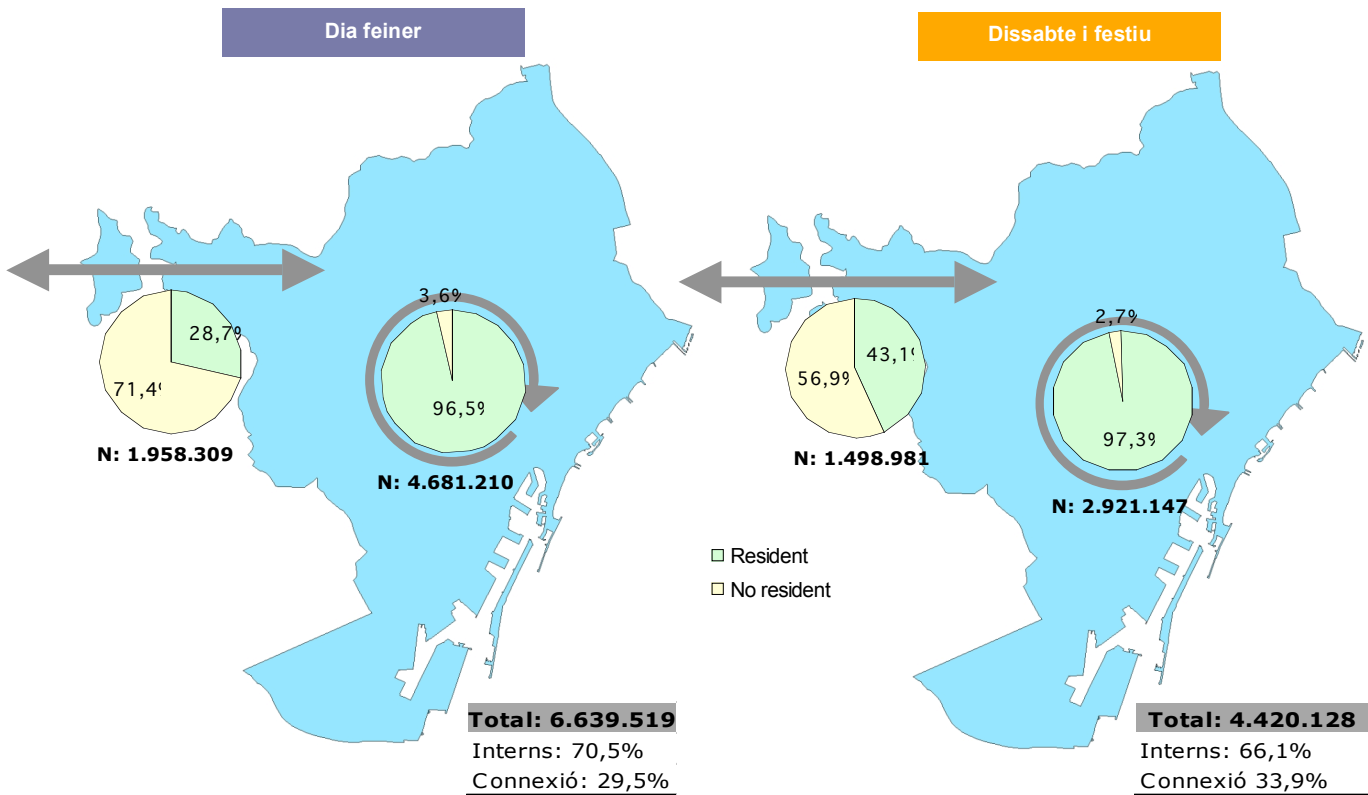 Dia feiner
3,6%
28,7%
71,4%
96,5%
N: 1.958.309
N: 4.681.210
Total: 6.639.519
Interns: 70,5%
Connexió: 29,5%
Dissabte i festiu
2,7%
43,1%
56,9%
97,3%
N: 1.498.981
N: 2.921.147
Resident
No resident
Total: 4.420.128
Interns: 66,1%
Connexió 33,9%